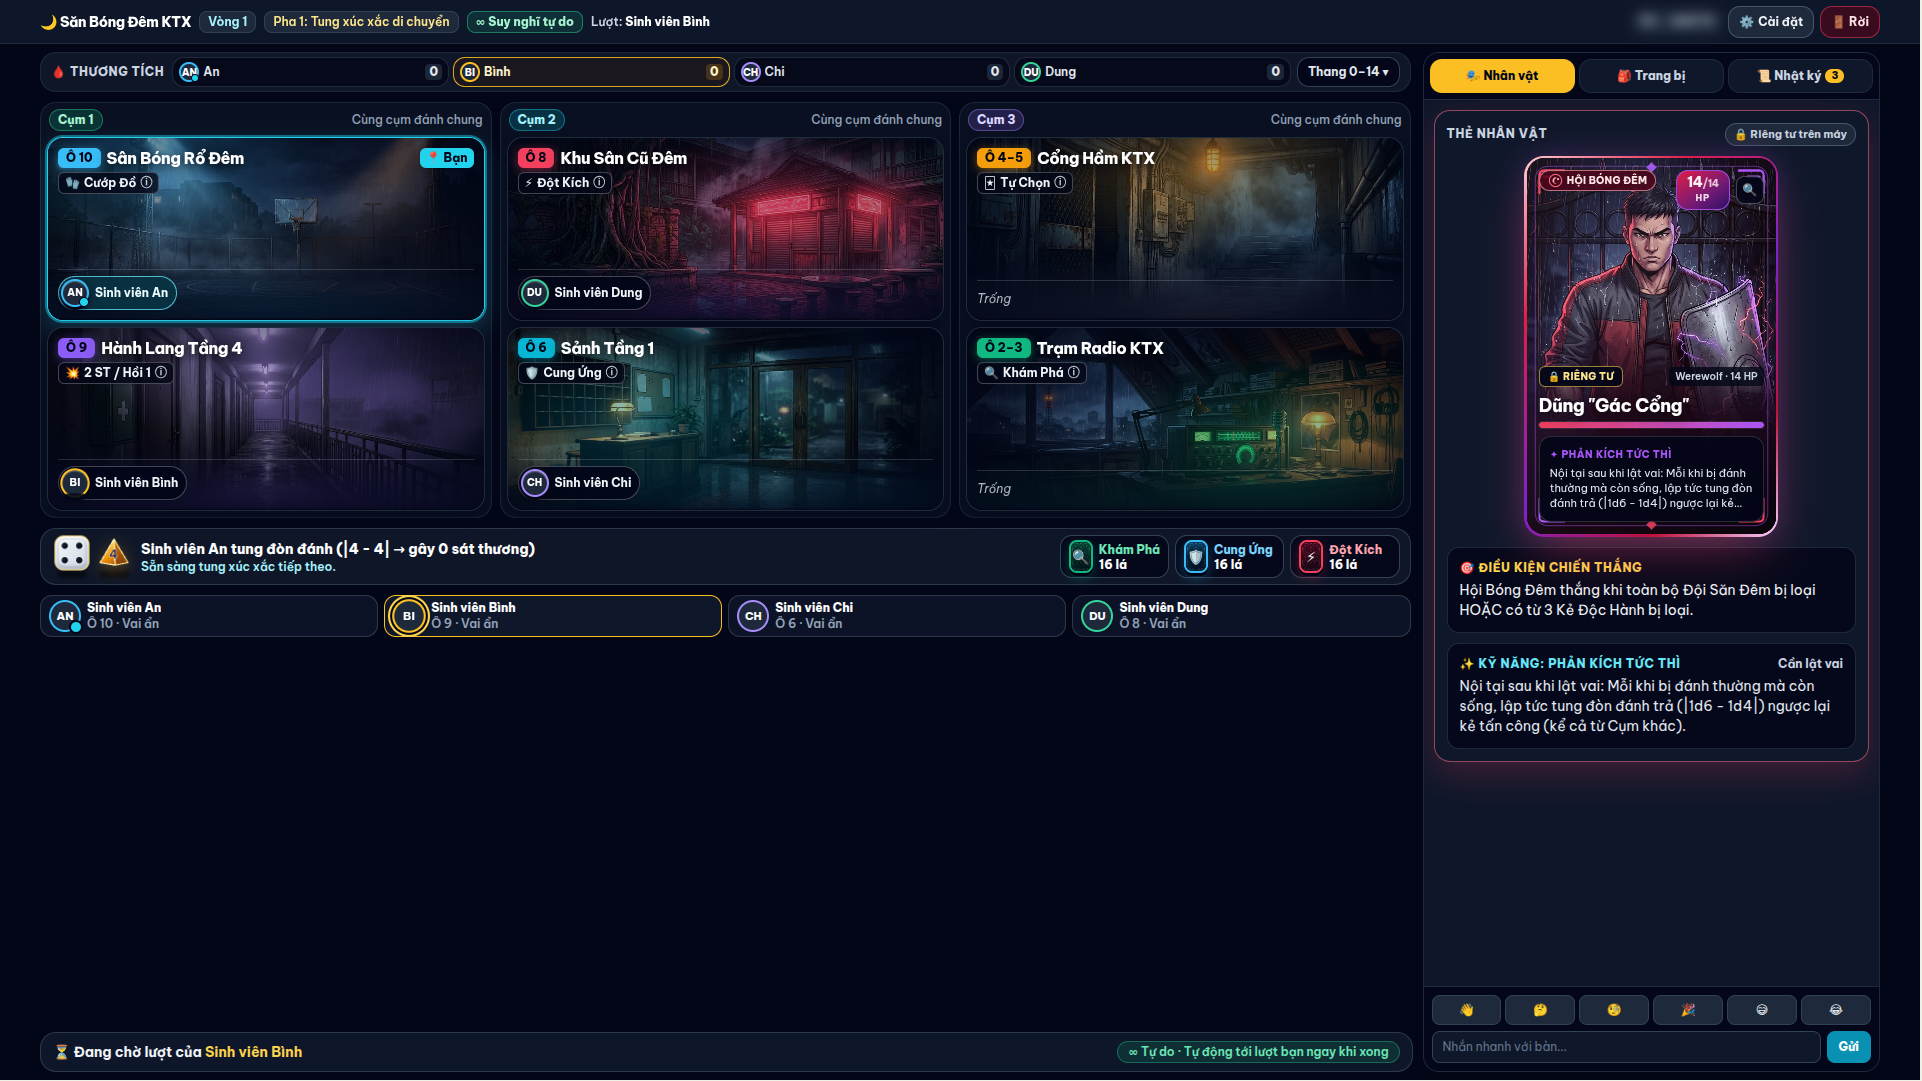 🌙 Săn Bóng Đêm KTX
Vòng 1
Pha 1: Tung xúc xắc di chuyển
∞ Suy nghĩ tự do
Lượt: Sinh viên Bình
⚙️ Cài đặt
🚪 Rời
🩸 THƯƠNG TÍCH
AN An 0
BI Bình 0
CH Chi 0
DU Dung 0
Thang 0–14 ▾
Cụm 1
Cùng cụm đánh chung
Ô 10 Sân Bóng Rổ Đêm
📍 Bạn
🧤 Cướp Đồ ⓘ
AN Sinh viên An
Ô 9 Hành Lang Tầng 4
💥 2 ST / Hồi 1 ⓘ
BI Sinh viên Bình
Cụm 2
Cùng cụm đánh chung
Ô 8 Khu Sân Cũ Đêm
⚡ Đột Kích ⓘ
DU Sinh viên Dung
Ô 6 Sảnh Tầng 1
🛡️ Cung Ứng ⓘ
CH Sinh viên Chi
Cụm 3
Cùng cụm đánh chung
Ô 4–5 Cổng Hầm KTX
🃏 Tự Chọn ⓘ
Trống
Ô 2–3 Trạm Radio KTX
🔍 Khám Phá ⓘ
Trống
4
Sinh viên An tung đòn đánh (|4 - 4| → gây 0 sát thương)
Sẵn sàng tung xúc xắc tiếp theo.
Khám Phá
16 lá
Cung Ứng
16 lá
Đột Kích
16 lá
AN Sinh viên An
Ô 10 · Vai ẩn
BI Sinh viên Bình
Ô 9 · Vai ẩn
CH Sinh viên Chi
Ô 6 · Vai ẩn
DU Sinh viên Dung
Ô 8 · Vai ẩn
⏳ Đang chờ lượt của Sinh viên Bình
∞ Tự do · Tự động tới lượt bạn ngay khi xong
🎭 Nhân vật
🎒 Trang bị
📜 Nhật ký 3
THẺ NHÂN VẬT
🔒 Riêng tư trên máy
HỘI BÓNG ĐÊM
14/14
HP
🔍
🔒 RIÊNG TƯ
Werewolf · 14 HP
Dũng "Gác Cổng"
✦ PHẢN KÍCH TỨC THÌ
Nội tại sau khi lật vai: Mỗi khi bị đánh
thường mà còn sống, lập tức tung đòn
đánh trả (|1d6 - 1d4|) ngược lại kẻ...
🎯 ĐIỀU KIỆN CHIẾN THẮNG
Hội Bóng Đêm thắng khi toàn bộ Đội Săn Đêm bị loại
HOẶC có từ 3 Kẻ Độc Hành bị loại.
✨ KỸ NĂNG: PHẢN KÍCH TỨC THÌ
Cần lật vai
Nội tại sau khi lật vai: Mỗi khi bị đánh thường mà còn
sống, lập tức tung đòn đánh trả (|1d6 - 1d4|) ngược lại
kẻ tấn công (kể cả từ Cụm khác).
Nhắn nhanh với bàn...
Gửi